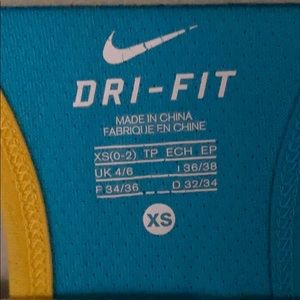 DRI-FIT
MADE IN CHINA
FABRIQUE EN CHINE
XS(0-2) TP ECH EP
UK 4/6 I 36/38
F 34/36 D 32/34
XS